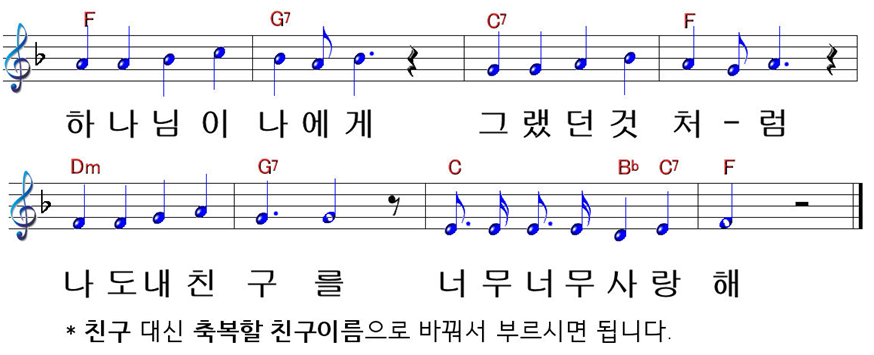 F G7 C7 F
하 나 님 이 나 에 게 그 랬 던 것 처 - 럼
Dm G7 C Bb C7 F
나 도 내 친 구 를 너 무 너 무 사 랑 해
* 친구 대신 축복할 친구이름으로 바꿔서 부르시면 됩니다.